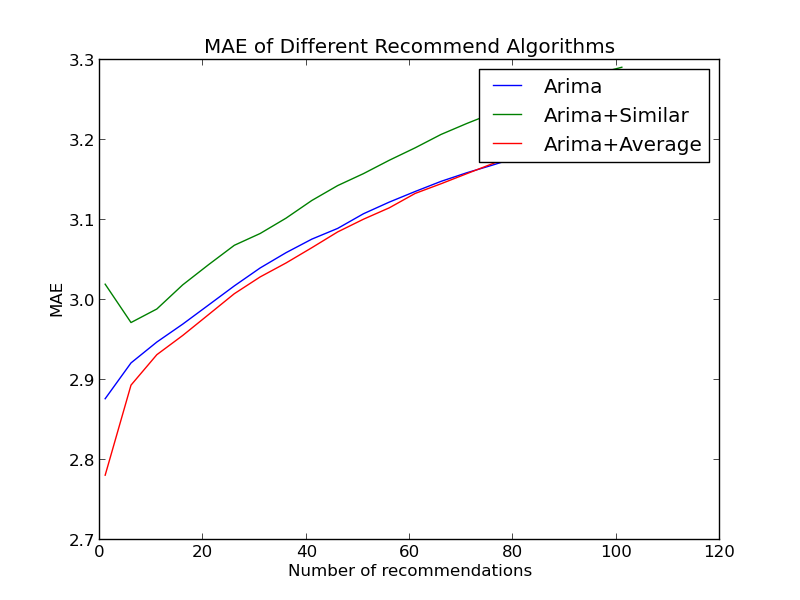 MAE of Different Recommend Algorithms
3.3
3.2
3.1
3.0
2.9
2.8
2.7
MAE
Arima
Arima+Similar
Arima+Average
0 20 40 60 80 100 120
Number of recommendations